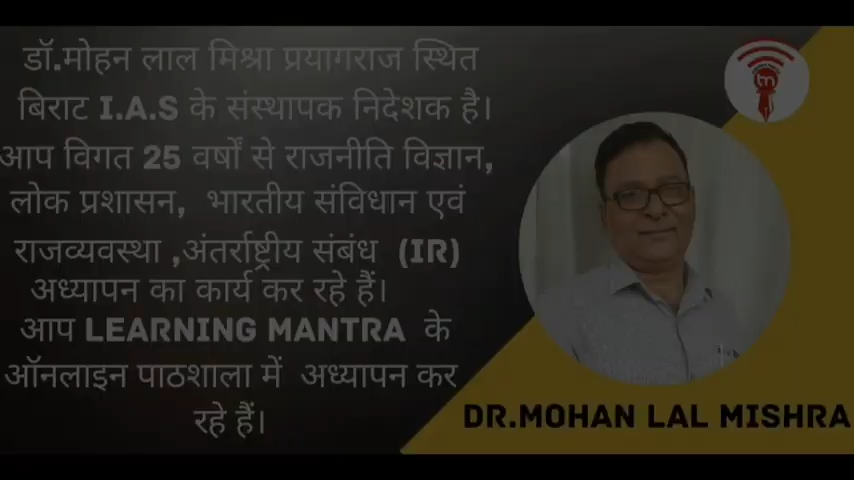 डॉ.मोहन लाल मिश्रा प्रयागराज स्थित
बिराट I.A.S के संस्थापक निदेशक है।
आप विगत 25 वर्षों से राजनीति विज्ञान,
लोक प्रशासन, भारतीय संविधान एवं
राजव्यवस्था ,अंतर्राष्ट्रीय संबंध (IR)
अध्यापन का कार्य कर रहे हैं।
आप LEARNING MANTRA के
ऑनलाइन पाठशाला में अध्यापन कर
रहे हैं।
DR.MOHAN LAL MISHRA